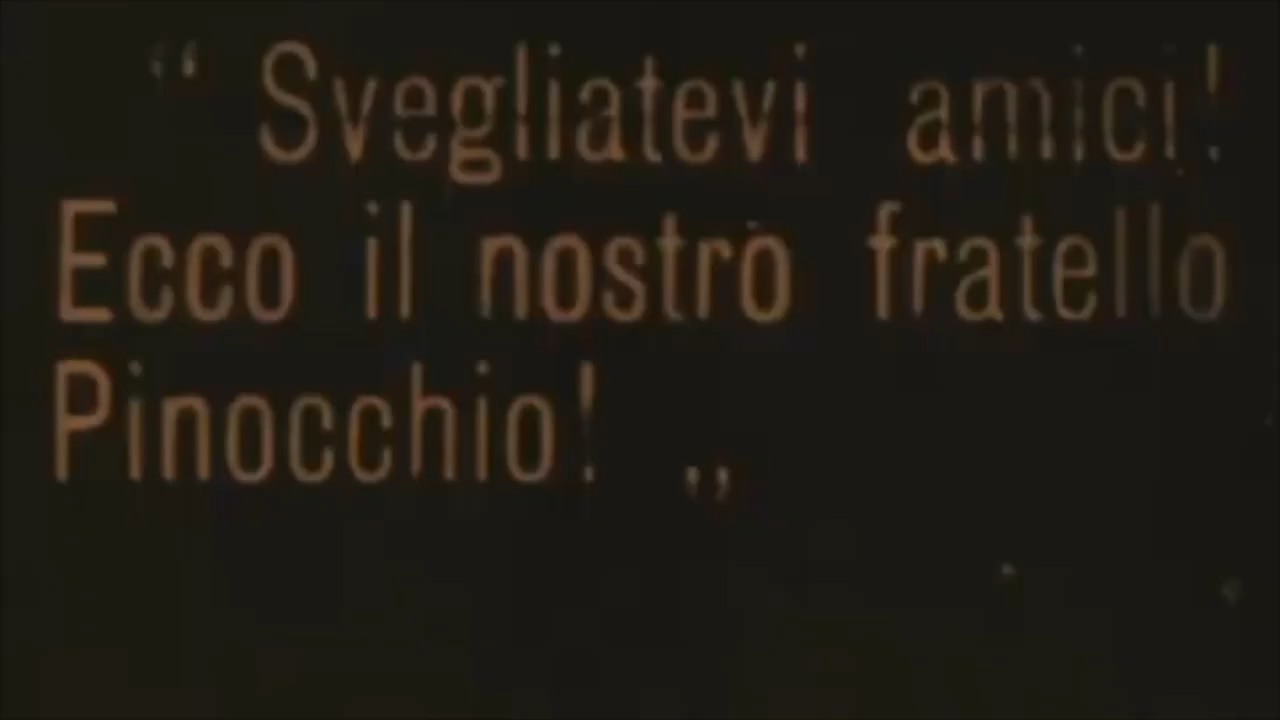 “ Svegliatevi amici!
Ecco il nostro fratello
Pinocchio! „